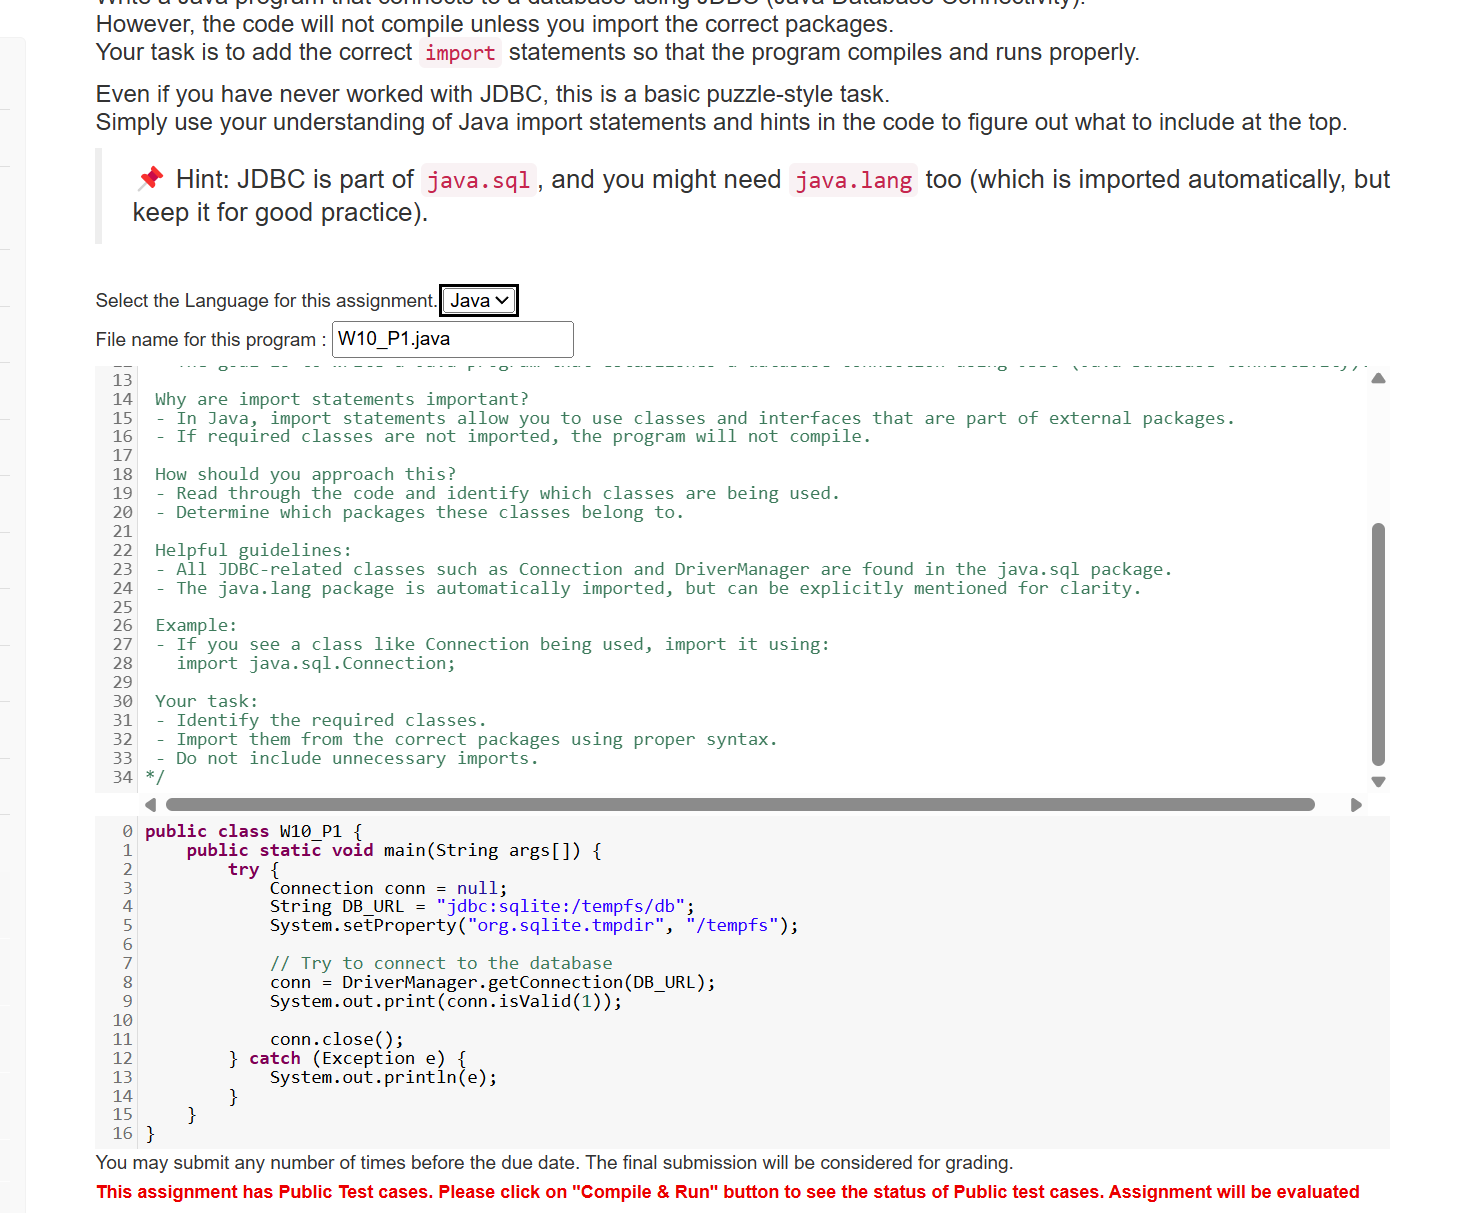 Write a Java program that connects to a database using JDBC (Java Database Connectivity).
However, the code will not compile unless you import the correct packages.
Your task is to add the correct import statements so that the program compiles and runs properly.
Even if you have never worked with JDBC, this is a basic puzzle-style task.
Simply use your understanding of Java import statements and hints in the code to figure out what to include at the top.
📌 Hint: JDBC is part of java.sql, and you might need java.lang too (which is imported automatically, but
keep it for good practice).
Select the Language for this assignment. Java
File name for this program : W10_P1.java
13
14 Why are import statements important?
15 - In Java, import statements allow you to use classes and interfaces that are part of external packages.
16 - If required classes are not imported, the program will not compile.
17
18 How should you approach this?
19 - Read through the code and identify which classes are being used.
20 - Determine which packages these classes belong to.
21
22 Helpful guidelines:
23 - All JDBC-related classes such as Connection and DriverManager are found in the java.sql package.
24 - The java.lang package is automatically imported, but can be explicitly mentioned for clarity.
25
26 Example:
27 - If you see a class like Connection being used, import it using:
28 import java.sql.Connection;
29
30 Your task:
31 - Identify the required classes.
32 - Import them from the correct packages using proper syntax.
33 - Do not include unnecessary imports.
34 */
0 public class W10_P1 {
1 public static void main(String args[]) {
2 try {
3 Connection conn = null;
4 String DB_URL = "jdbc:sqlite:/tempfs/db";
5 System.setProperty("org.sqlite.tmpdir", "/tempfs");
6
7 // Try to connect to the database
8 conn = DriverManager.getConnection(DB_URL);
9 System.out.print(conn.isValid(1));
10
11 conn.close();
12 } catch (Exception e) {
13 System.out.println(e);
14 }
15 }
16 }
You may submit any number of times before the due date. The final submission will be considered for grading.
This assignment has Public Test cases. Please click on "Compile & Run" button to see the status of Public test cases. Assignment will be evaluated